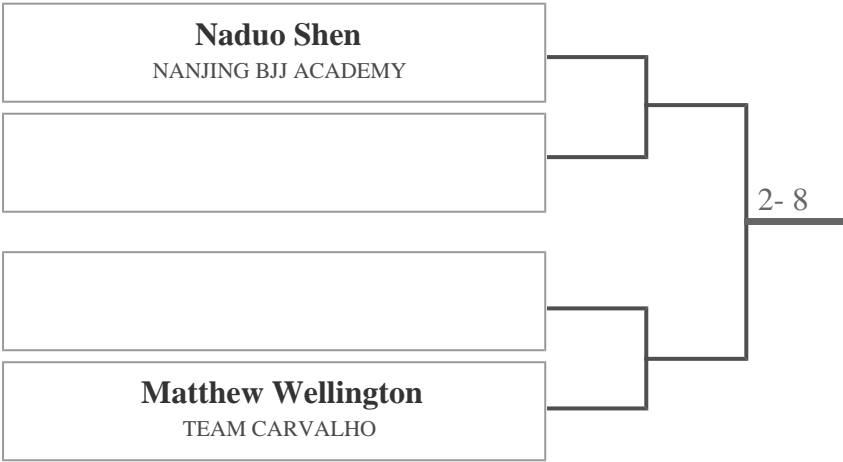 Naduo Shen
NANJING BJJ ACADEMY
2- 8
Matthew Wellington
TEAM CARVALHO